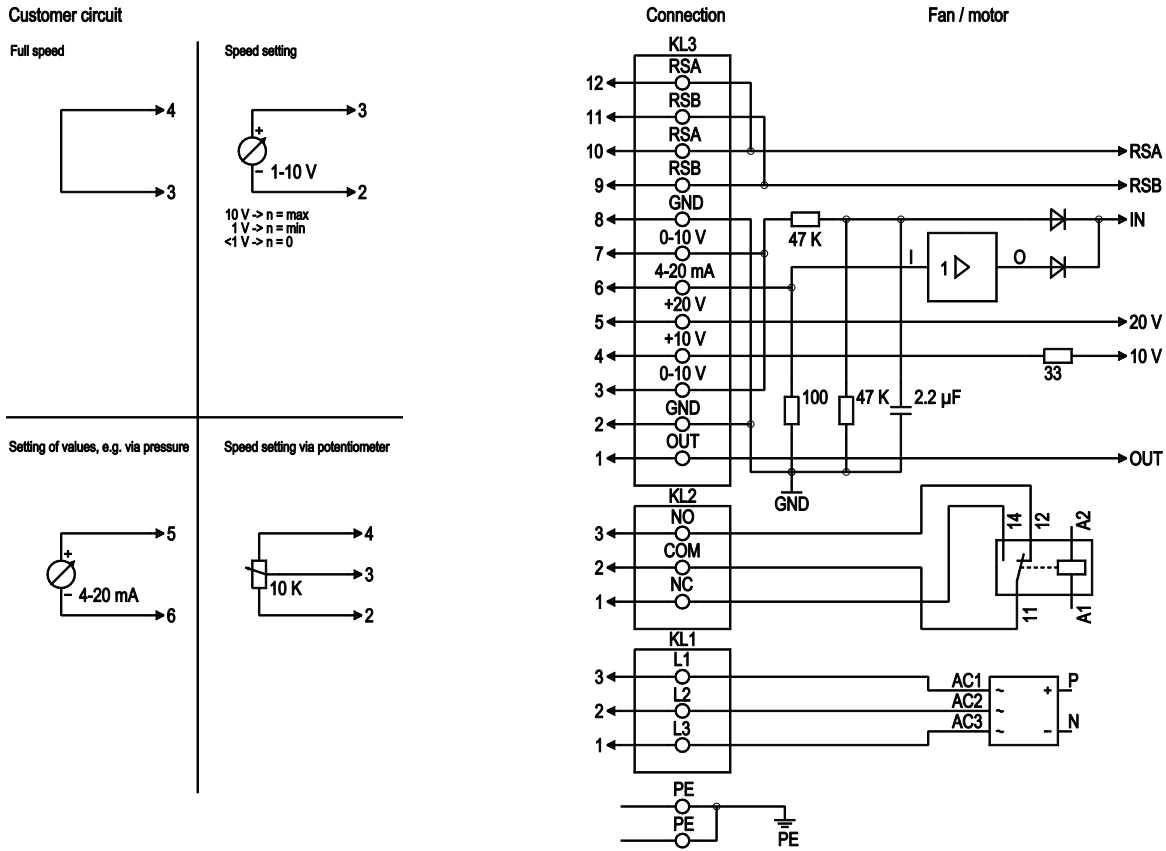 Customer circuit
Connection
Fan / motor
Full speed
4
3
Speed setting
3
+
– 1-10 V
2
10 V -> n = max
1 V -> n = min
<1 V -> n = 0
Setting of values, e.g. via pressure
5
+
– 4-20 mA
6
Speed setting via potentiometer
4
3
10 K
2
KL3
12 RSA
11 RSB
10 RSA RSA
9 RSB RSB
8 GND 47 K IN
7 0-10 V I 1 O
6 4-20 mA
5 +20 V 20 V
4 +10 V 33 10 V
3 0-10 V 100 47 K 2.2 µF
2 GND
1 OUT OUT
GND
KL2
3 NO
2 COM
1 NC
14 12 A2
11 A1
KL1
3 L1 AC1 ~ + P
2 L2 AC2 ~
1 L3 AC3 ~ – N
PE
PE
PE